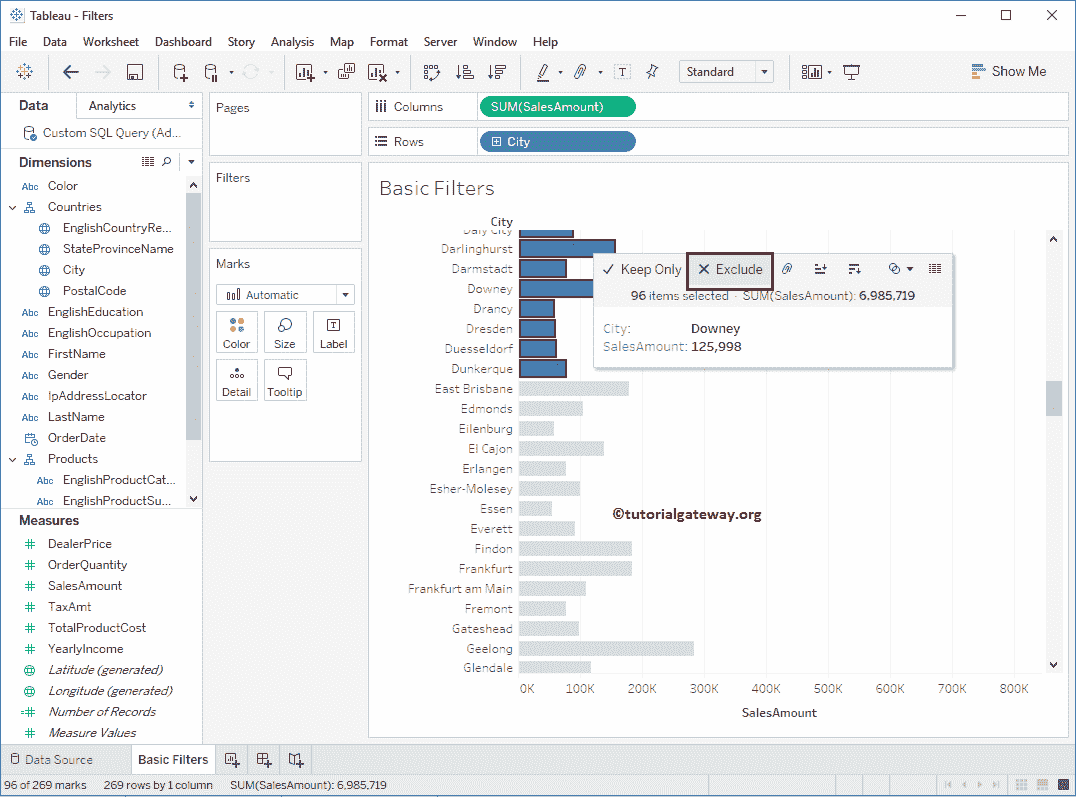 Tableau - Filters
File Data Worksheet Dashboard Story Analysis Map Format Server Window Help
Standard
Show Me
Data
Analytics
Custom SQL Query (Ad...
Dimensions
Abc Color
Countries
EnglishCountryRe...
StateProvinceName
City
PostalCode
Abc EnglishEducation
Abc EnglishOccupation
Abc FirstName
Abc Gender
Abc IpAddressLocator
Abc LastName
OrderDate
Products
Abc EnglishProductCat...
Abc EnglishProductSu...
Measures
DealerPrice
OrderQuantity
SalesAmount
TaxAmt
TotalProductCost
YearlyIncome
Latitude (generated)
Longitude (generated)
Number of Records
Measure Values
Pages
Filters
Marks
Automatic
Color Size Label
Detail Tooltip
Columns
SUM(SalesAmount)
Rows
City
Basic Filters
City
Daly City
Darlinghurst
Darmstadt
Downey
Drancy
Dresden
Duesseldorf
Dunkerque
East Brisbane
Edmonds
Eilenburg
El Cajon
Erlangen
Esher-Molesey
Essen
Everett
Findon
Frankfurt
Frankfurt am Main
Fremont
Gateshead
Geelong
Glendale
Keep Only
Exclude
96 items selected · SUM(SalesAmount): 6,985,719
City: Downey
SalesAmount: 125,998
©tutorialgateway.org
0K 100K 200K 300K 400K 500K 600K 700K 800K
SalesAmount
Data Source
Basic Filters
96 of 269 marks 269 rows by 1 column SUM(SalesAmount): 6,985,719